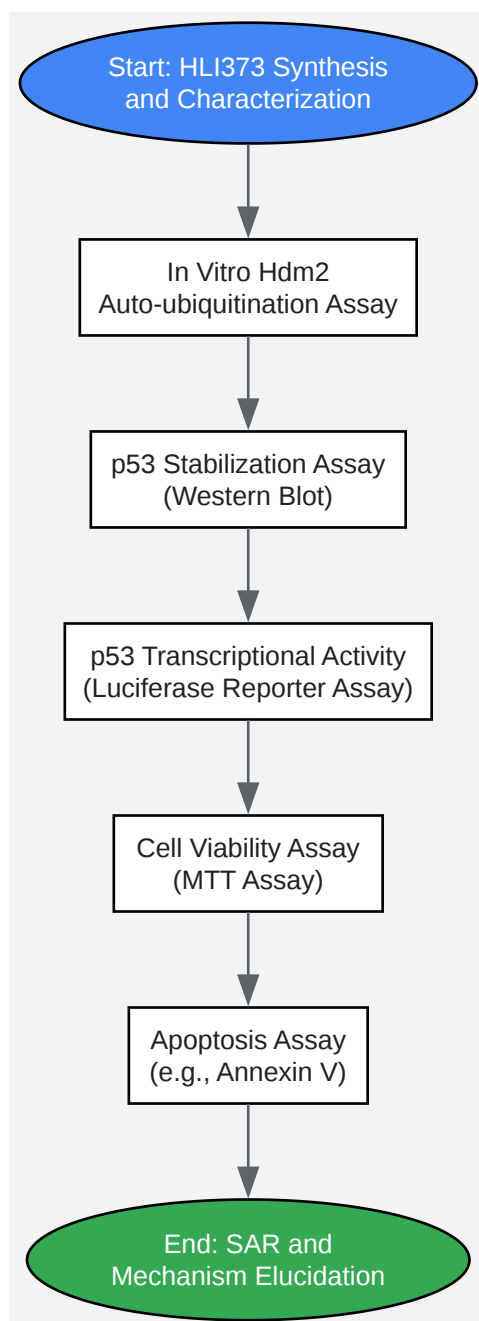 Start: HLI373 Synthesis
and Characterization
In Vitro Hdm2
Auto-ubiquitination Assay
p53 Stabilization Assay
(Western Blot)
p53 Transcriptional Activity
(Luciferase Reporter Assay)
Cell Viability Assay
(MTT Assay)
Apoptosis Assay
(e.g., Annexin V)
End: SAR and
Mechanism Elucidation